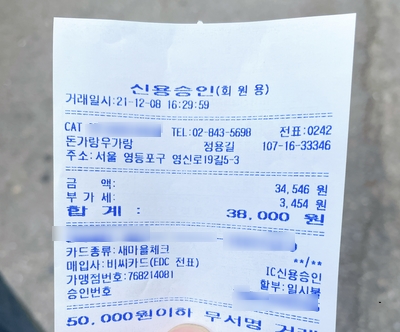 신용승인(회 원 용)
거래일시:21-12-08 16:29:59
CAT TEL:02-843-5698 전표:0242
돈가랑우가랑 정용길 107-16-33346
주소:서울 영등포구 영신로19길5-3
금 액: 34,546 원
부 가 세: 3,454 원
합 계 : 38,000 원
카드종류:새마을체크 **/**
매입사:비씨카드(EDC 전표) IC신용승인
가맹점번호:768214081 할부:일시불
승인번호
50,000원이하 무서명 거래